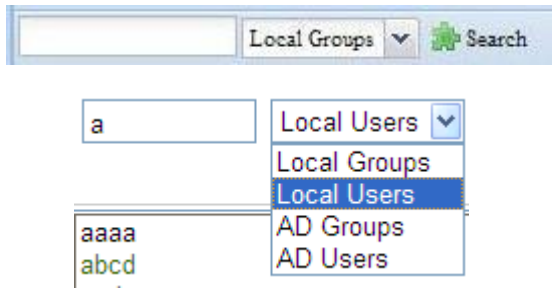 Local Groups Search
a Local Users
Local Groups
Local Users
aaaa AD Groups
abcd AD Users